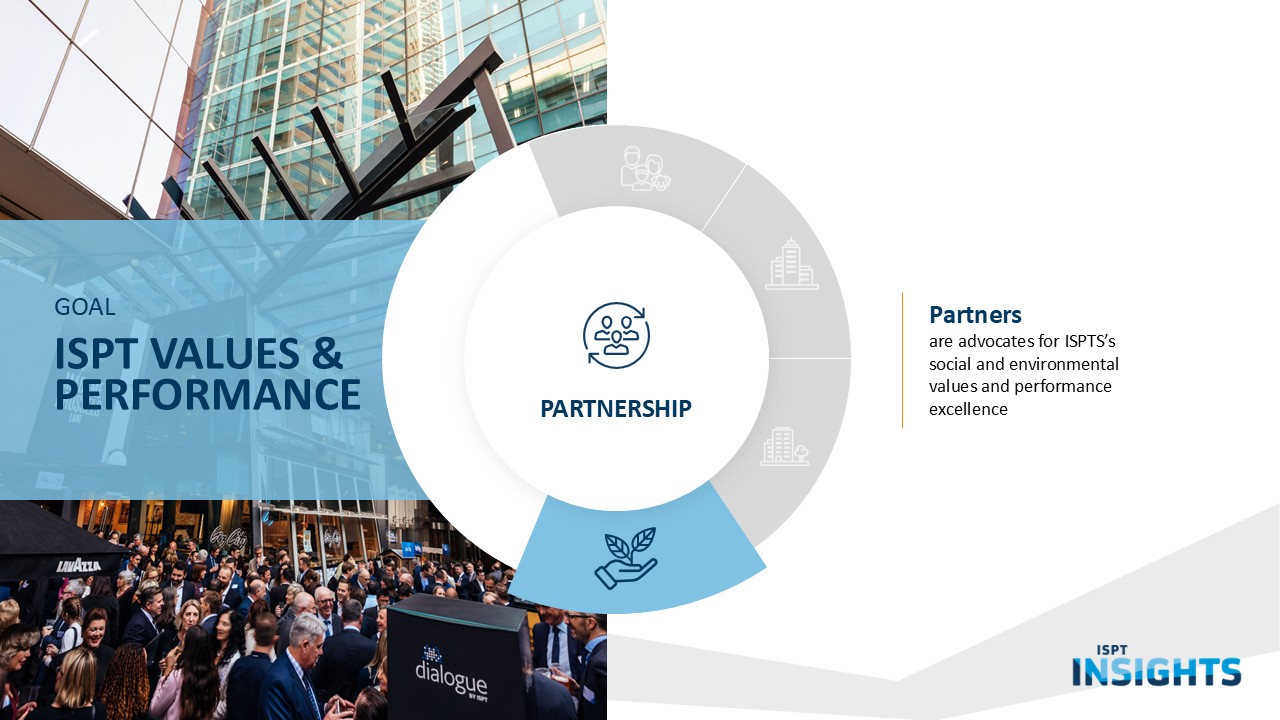 GOAL
ISPT VALUES &
PERFORMANCE
PARTNERSHIP
Partners
are advocates for ISPTS’s
social and environmental
values and performance
excellence
LAVAZZA
dialogue
BY ISPT
ISPT
INSIGHTS